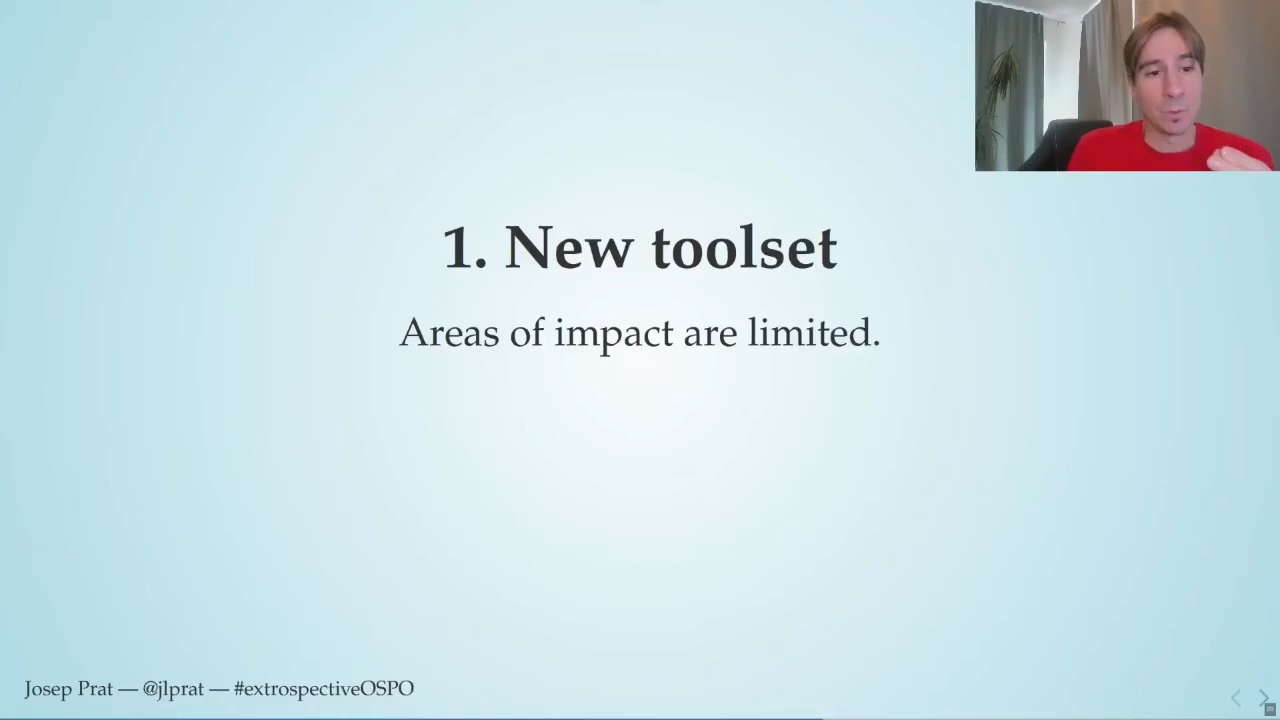 1. New toolset
Areas of impact are limited.
Josep Prat — @jlprat — #extrospectiveOSPO